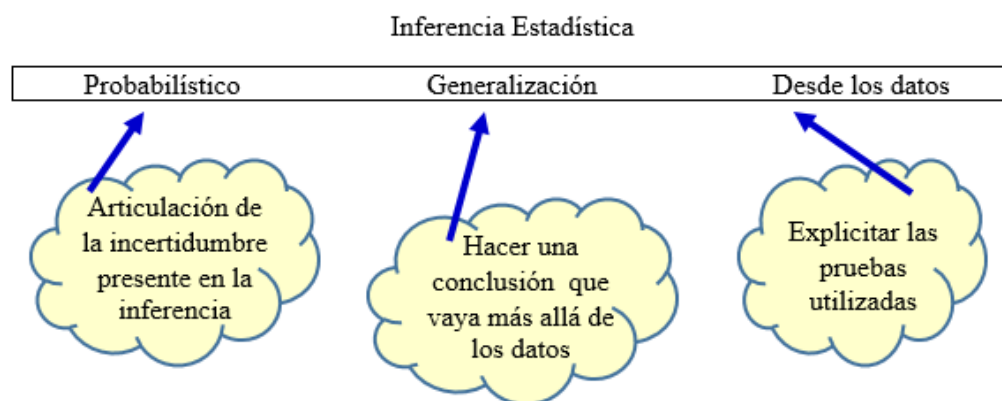 Inferencia Estadística
Probabilístico
Generalización
Desde los datos
Articulación de
la incertidumbre
presente en la
inferencia
Hacer una
conclusión que
vaya más allá de
los datos
Explicitar las
pruebas
utilizadas